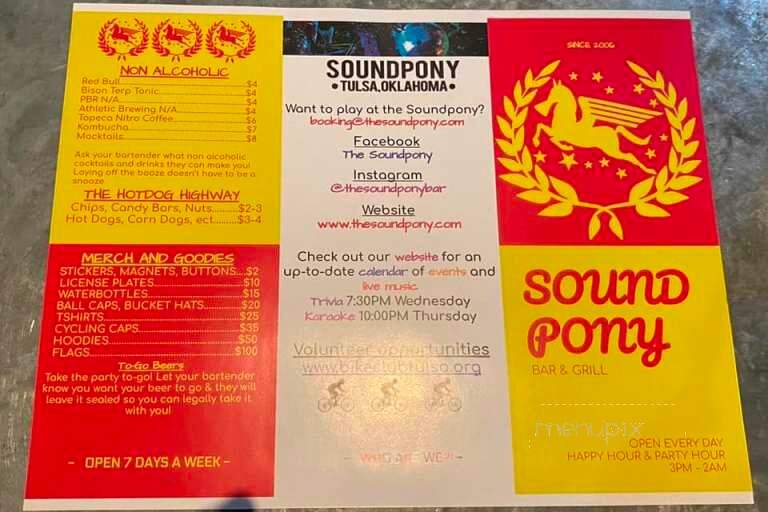 NON ALCOHOLIC
Red Bull $4
Bison Terp Tonic $4
PBR N/A $4
Athletic Brewing N/A $4
Topeca Nitro Coffee $6
Kombucha $7
Mocktails $8
Ask your bartender what non alcoholic
cocktails and drinks they can make you!
Laying off the booze doesn't have to be a
snooze
THE HOTDOG HIGHWAY
Chips, Candy Bars, Nuts $2-3
Hot Dogs, Corn Dogs, ect $3-4
MERCH AND GOODIES
STICKERS, MAGNETS, BUTTONS $2
LICENSE PLATES $10
WATERBOTTLES $15
BALL CAPS, BUCKET HATS $20
TSHIRTS $25
CYCLING CAPS $35
HOODIES $50
FLAGS $100
To-Go Beers
Take the party to-go! Let your bartender
know you want your beer to go & they will
leave it sealed so you can legally take it
with you!
- OPEN 7 DAYS A WEEK -
SOUNDPONY
•TULSA,OKLAHOMA•
Want to play at the Soundpony?
booking@thesoundpony.com
Facebook
The Soundpony
Instagram
@thesoundponybar
Website
www.thesoundpony.com
Check out our website for an
up-to-date calendar of events and
live music
Trivia 7:30PM Wednesday
Karaoke 10:00PM Thursday
Volunteer opportunities
www.bikeclubtulsa.org
- WHO ARE WE?! -
SINCE 2006
SOUND
PONY
BAR & GRILL
menupix
OPEN EVERY DAY
HAPPY HOUR & PARTY HOUR
3PM - 2AM